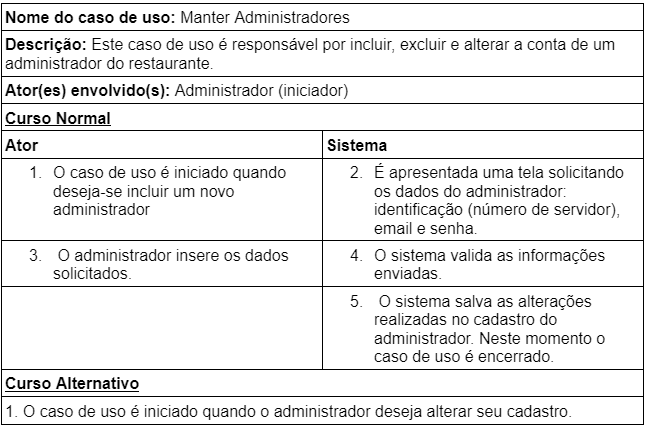 Nome do caso de uso: Manter Administradores
Descrição: Este caso de uso é responsável por incluir, excluir e alterar a conta de um
administrador do restaurante.
Ator(es) envolvido(s): Administrador (iniciador)
Curso Normal
Ator
Sistema
1. O caso de uso é iniciado quando
deseja-se incluir um novo
administrador
2. É apresentada uma tela solicitando
os dados do administrador:
identificação (número de servidor),
email e senha.
3. O administrador insere os dados
solicitados.
4. O sistema valida as informações
enviadas.
5. O sistema salva as alterações
realizadas no cadastro do
administrador. Neste momento o
caso de uso é encerrado.
Curso Alternativo
1. O caso de uso é iniciado quando o administrador deseja alterar seu cadastro.